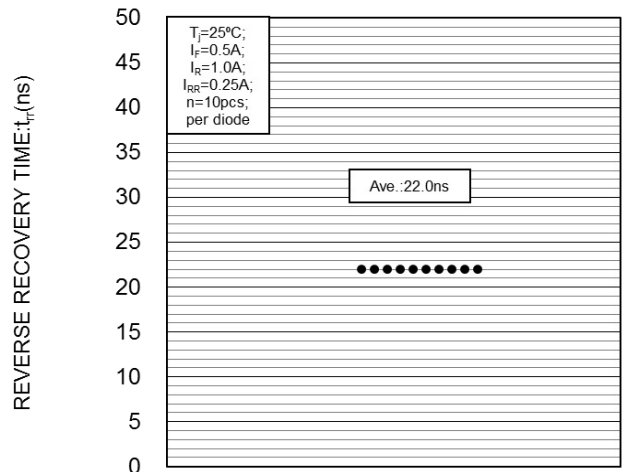 REVERSE RECOVERY TIME:trr(ns)
50
45
40
35
30
25
20
15
10
5
0
Tj=25ºC;
IF=0.5A;
IR=1.0A;
IRR=0.25A;
n=10pcs;
per diode
Ave.:22.0ns